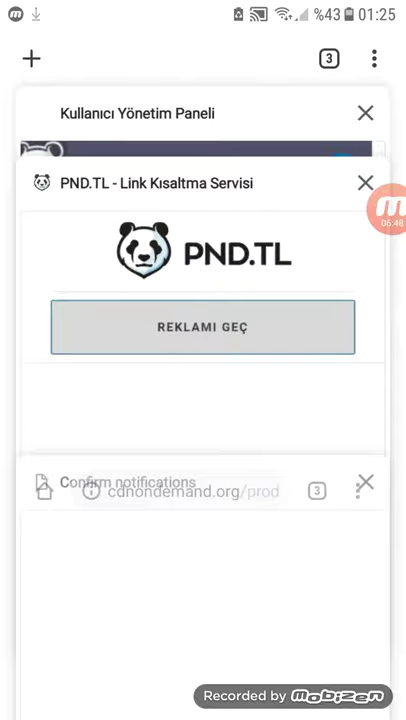 %43 01:25
3
Kullanıcı Yönetim Paneli
PND.TL - Link Kısaltma Servisi
06:48
PND.TL
REKLAMI GEÇ
Confirm notifications
cdnondemand.org/prod
3
Recorded by mobizen